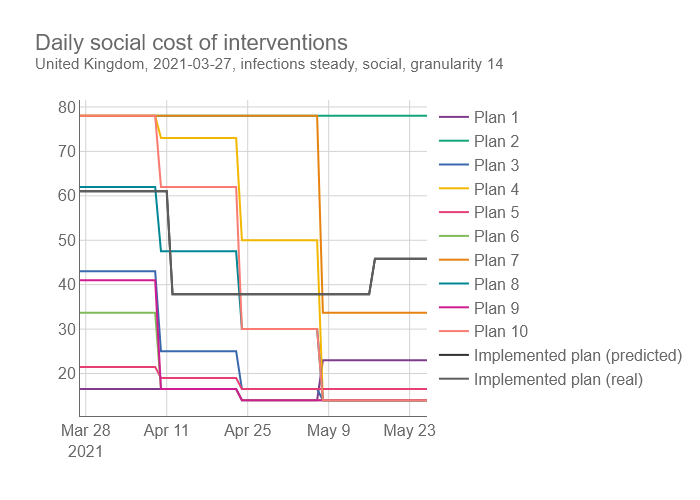 Daily social cost of interventions
United Kingdom, 2021-03-27, infections steady, social, granularity 14
80
70
60
50
40
30
20
Mar 28
2021
Apr 11
Apr 25
May 9
May 23
Plan 1
Plan 2
Plan 3
Plan 4
Plan 5
Plan 6
Plan 7
Plan 8
Plan 9
Plan 10
Implemented plan (predicted)
Implemented plan (real)